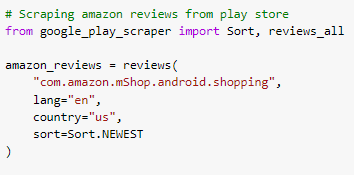 # Scraping amazon reviews from play store
from google_play_scraper import Sort, reviews_all

amazon_reviews = reviews(
    "com.amazon.mShop.android.shopping",
    lang="en",
    country="us",
    sort=Sort.NEWEST
)